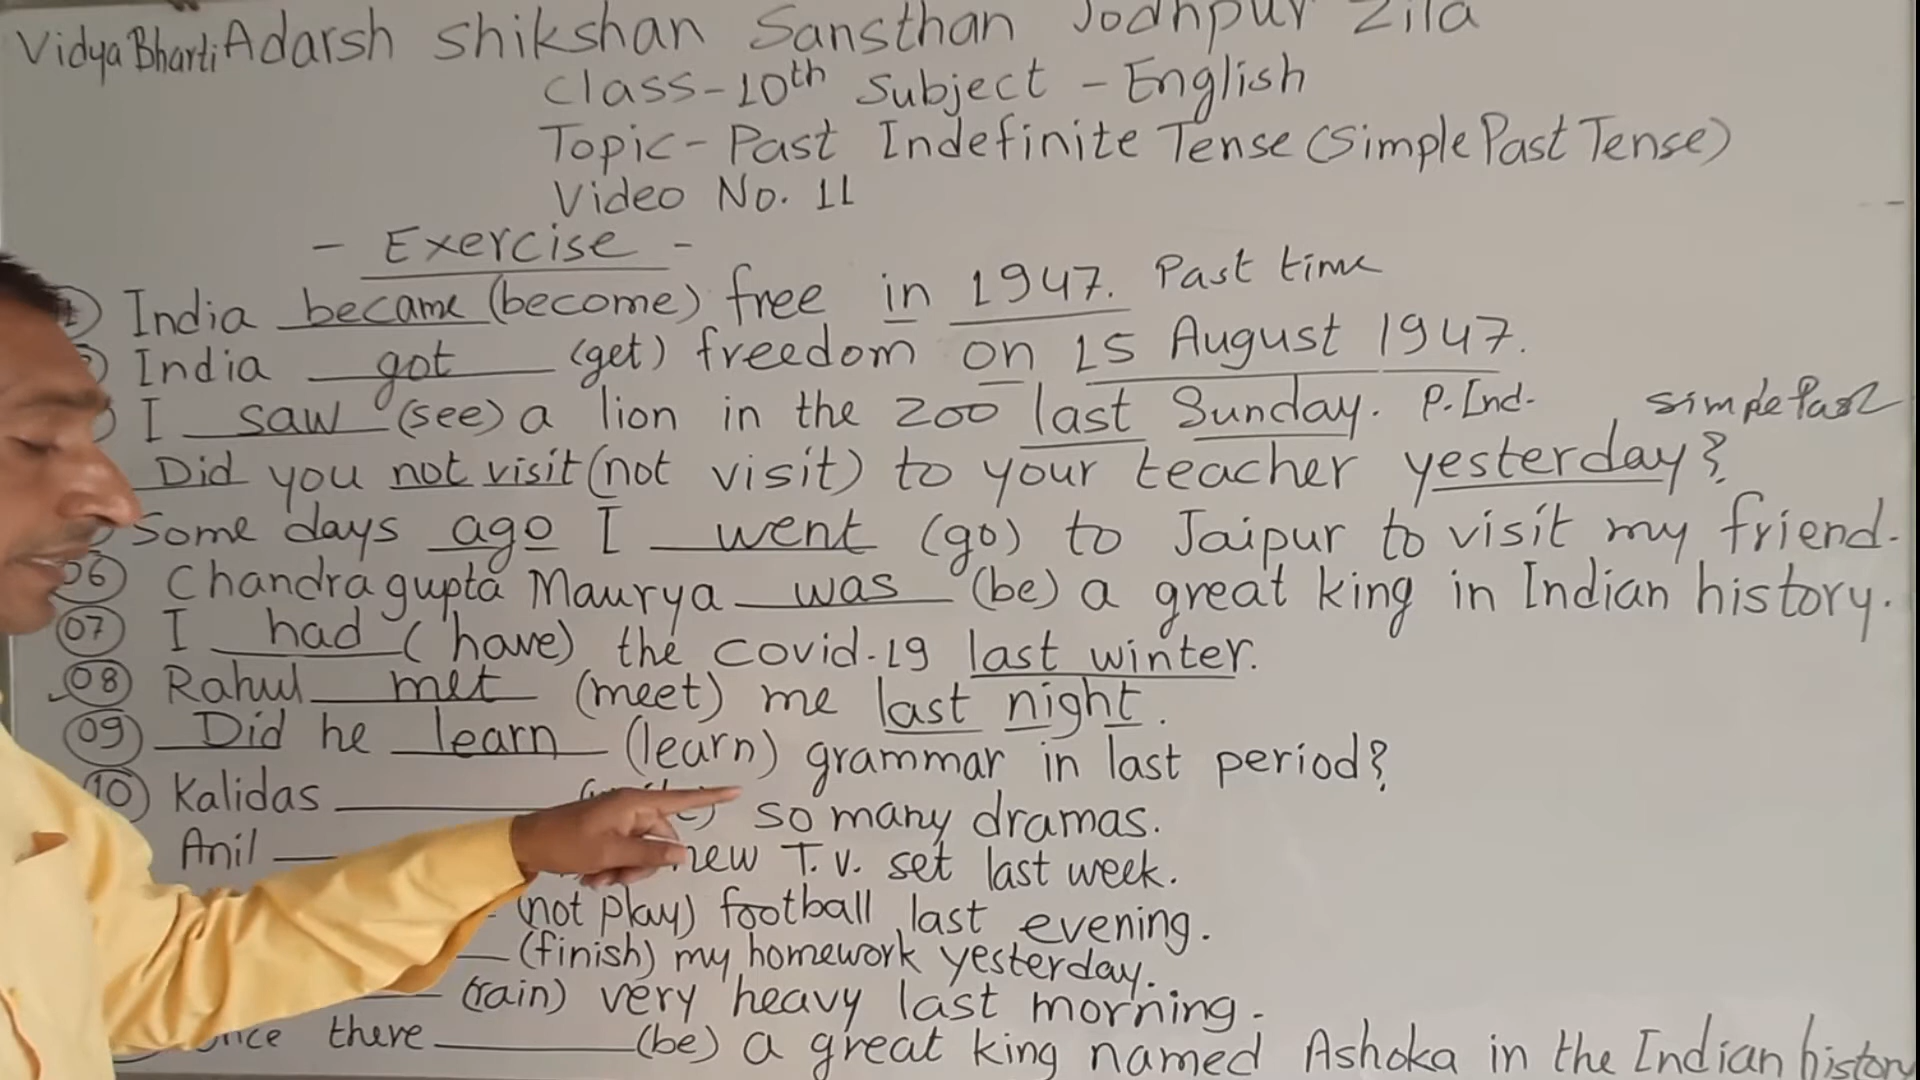 Vidya Bharti Adarsh Shikshan Sansthan Jodhpur Zila
Class-10th Subject - English
Topic- Past Indefinite Tense (Simple Past Tense)
Video No. 11
- Exercise -
India became (become) free in 1947. Past time
India got (get) freedom on 15 August 1947.
I saw (see) a lion in the zoo last Sunday. P.Ind. simple Past
Did you not visit (not visit) to your teacher yesterday?
Some days ago I went (go) to Jaipur to visit my friend.
06 Chandragupta Maurya was (be) a great king in Indian history.
07 I had (have) the covid.19 last winter.
08 Rahul met (meet) me last night.
09 Did he learn (learn) grammar in last period?
10 Kalidas ______ so many dramas.
Anil ______ new T.V. set last week.
(not play) football last evening.
______ (finish) my homework yesterday.
______ (rain) very heavy last morning.
there ______ (be) a great king named Ashoka in the Indian history